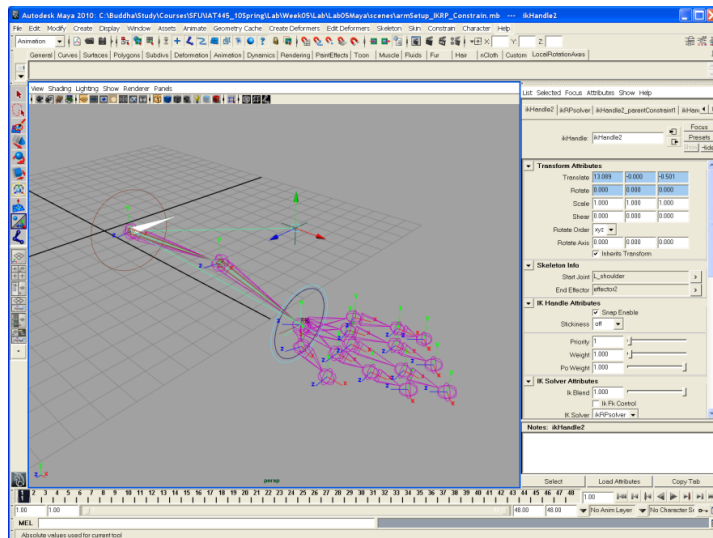 Autodesk Maya 2010: C:\Buddha\Study\Courses\SFU\IAT445_10Spring\Lab\Week05\Lab\Lab05Maya\scenes\armSetup_IKRP_Constrain.mb --- ikHandle2
File Edit Modify Create Display Window Assets Animate Geometry Cache Create Deformers Edit Deformers Skeleton Skin Constrain Character Help
Animation X: Y: Z:
General Curves Surfaces Polygons Subdivs Deformation Animation Dynamics Rendering PaintEffects Toon Muscle Fluids Fur Hair nCloth Custom LocalRotationAxes
View Shading Lighting Show Renderer Panels
List Selected Focus Attributes Show Help
ikHandle2 ikRPsolver ikHandle2_parentConstraint1
ikHandle: ikHandle2
Focus
Presets
Hide
Transform Attributes
Translate 13.089 -0.000 -0.501
Rotate 0.000 0.000 0.000
Scale 1.000 1.000 1.000
Shear 0.000 0.000 0.000
Rotate Order xyz
Rotate Axis 0.000 0.000 0.000
Inherits Transform
Skeleton Info
Start Joint L_shoulder
End Effector effector2
IK Handle Attributes
Snap Enable
Stickiness off
Priority 1
Weight 1.000
Po Weight 1.000
IK Solver Attributes
Ik Blend 1.000
Ik Fk Control
IK Solver ikRPsolver
Notes: ikHandle2
persp
Select Load Attributes Copy Tab
1 2 3 4 5 6 7 8 9 10 11 12 13 14 15 16 17 18 19 20 21 22 23 24 25 26 27 28 29 30 31 32 33 34 35 36 37 38 39 40 41 42 43 44 45 46 47 48 1.00
1.00 1.00 48.00 48.00 No Anim Layer No Character Se
MEL
Absolute values used for current tool